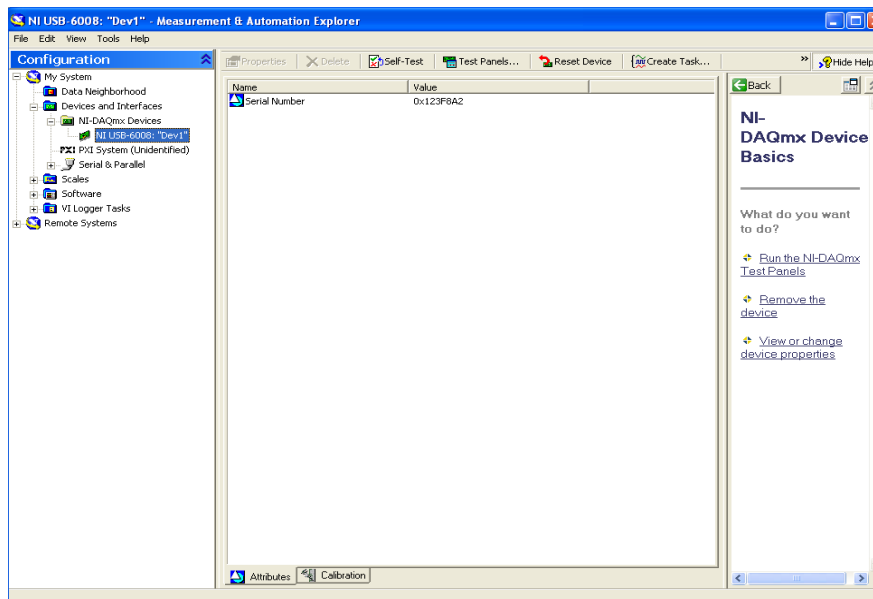 NI USB-6008: "Dev1" - Measurement & Automation Explorer
File Edit View Tools Help
Configuration
My System
Data Neighborhood
Devices and Interfaces
NI-DAQmx Devices
NI USB-6008: "Dev1"
PXI PXI System (Unidentified)
Serial & Parallel
Scales
Software
VI Logger Tasks
Remote Systems
Properties Delete Self-Test Test Panels... Reset Device Create Task... » Hide Help
Name Value
Serial Number 0x123F8A2
Attributes Calibration
Back
NI-
DAQmx Device
Basics
What do you want
to do?
Run the NI-DAQmx
Test Panels
Remove the
device
View or change
device properties